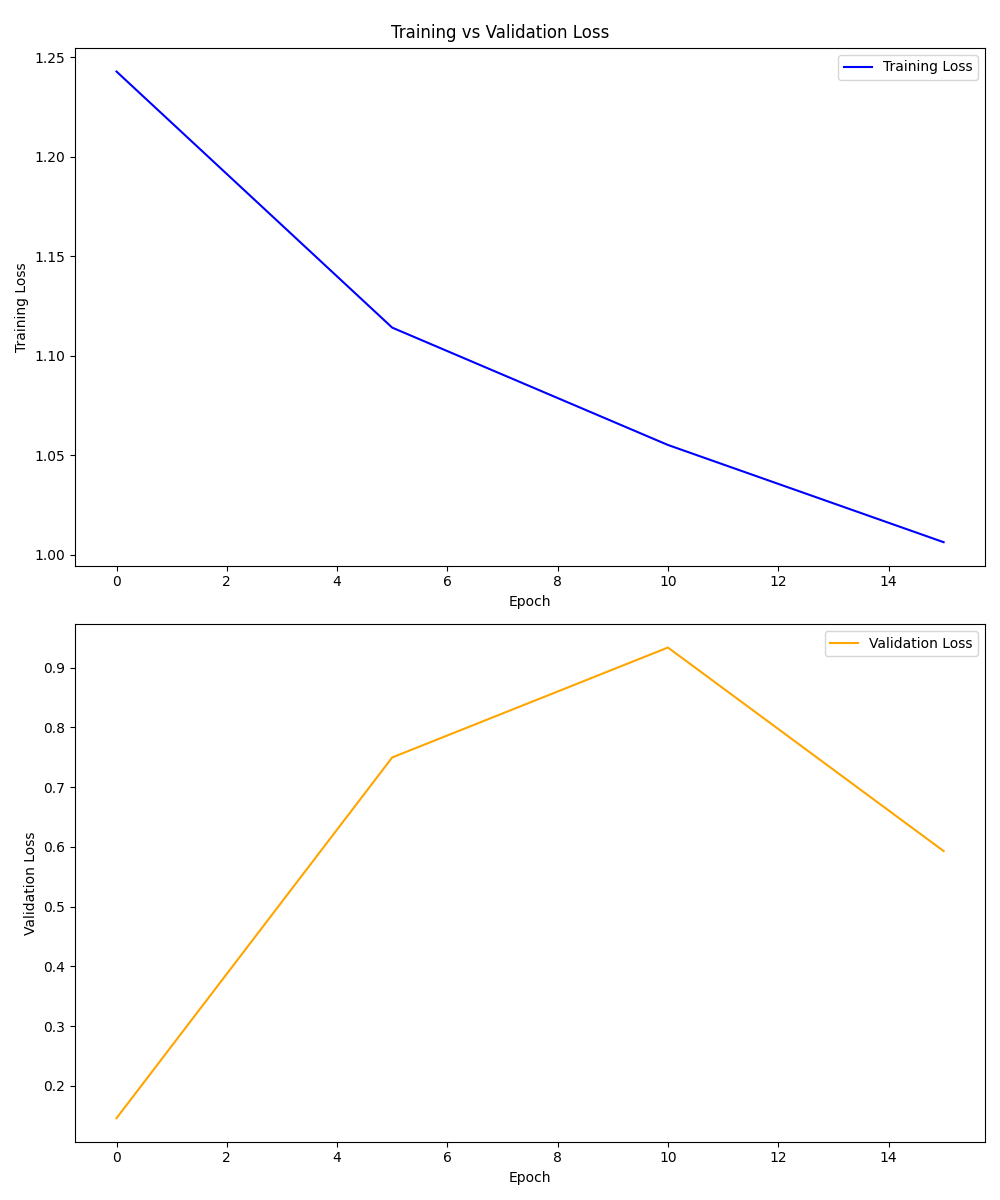 Training vs Validation Loss
1.25
1.20
1.15
1.10
1.05
1.00
Training Loss
Training Loss
0 2 4 6 8 10 12 14
Epoch
0.9
0.8
0.7
0.6
0.5
0.4
0.3
0.2
Validation Loss
Validation Loss
0 2 4 6 8 10 12 14
Epoch